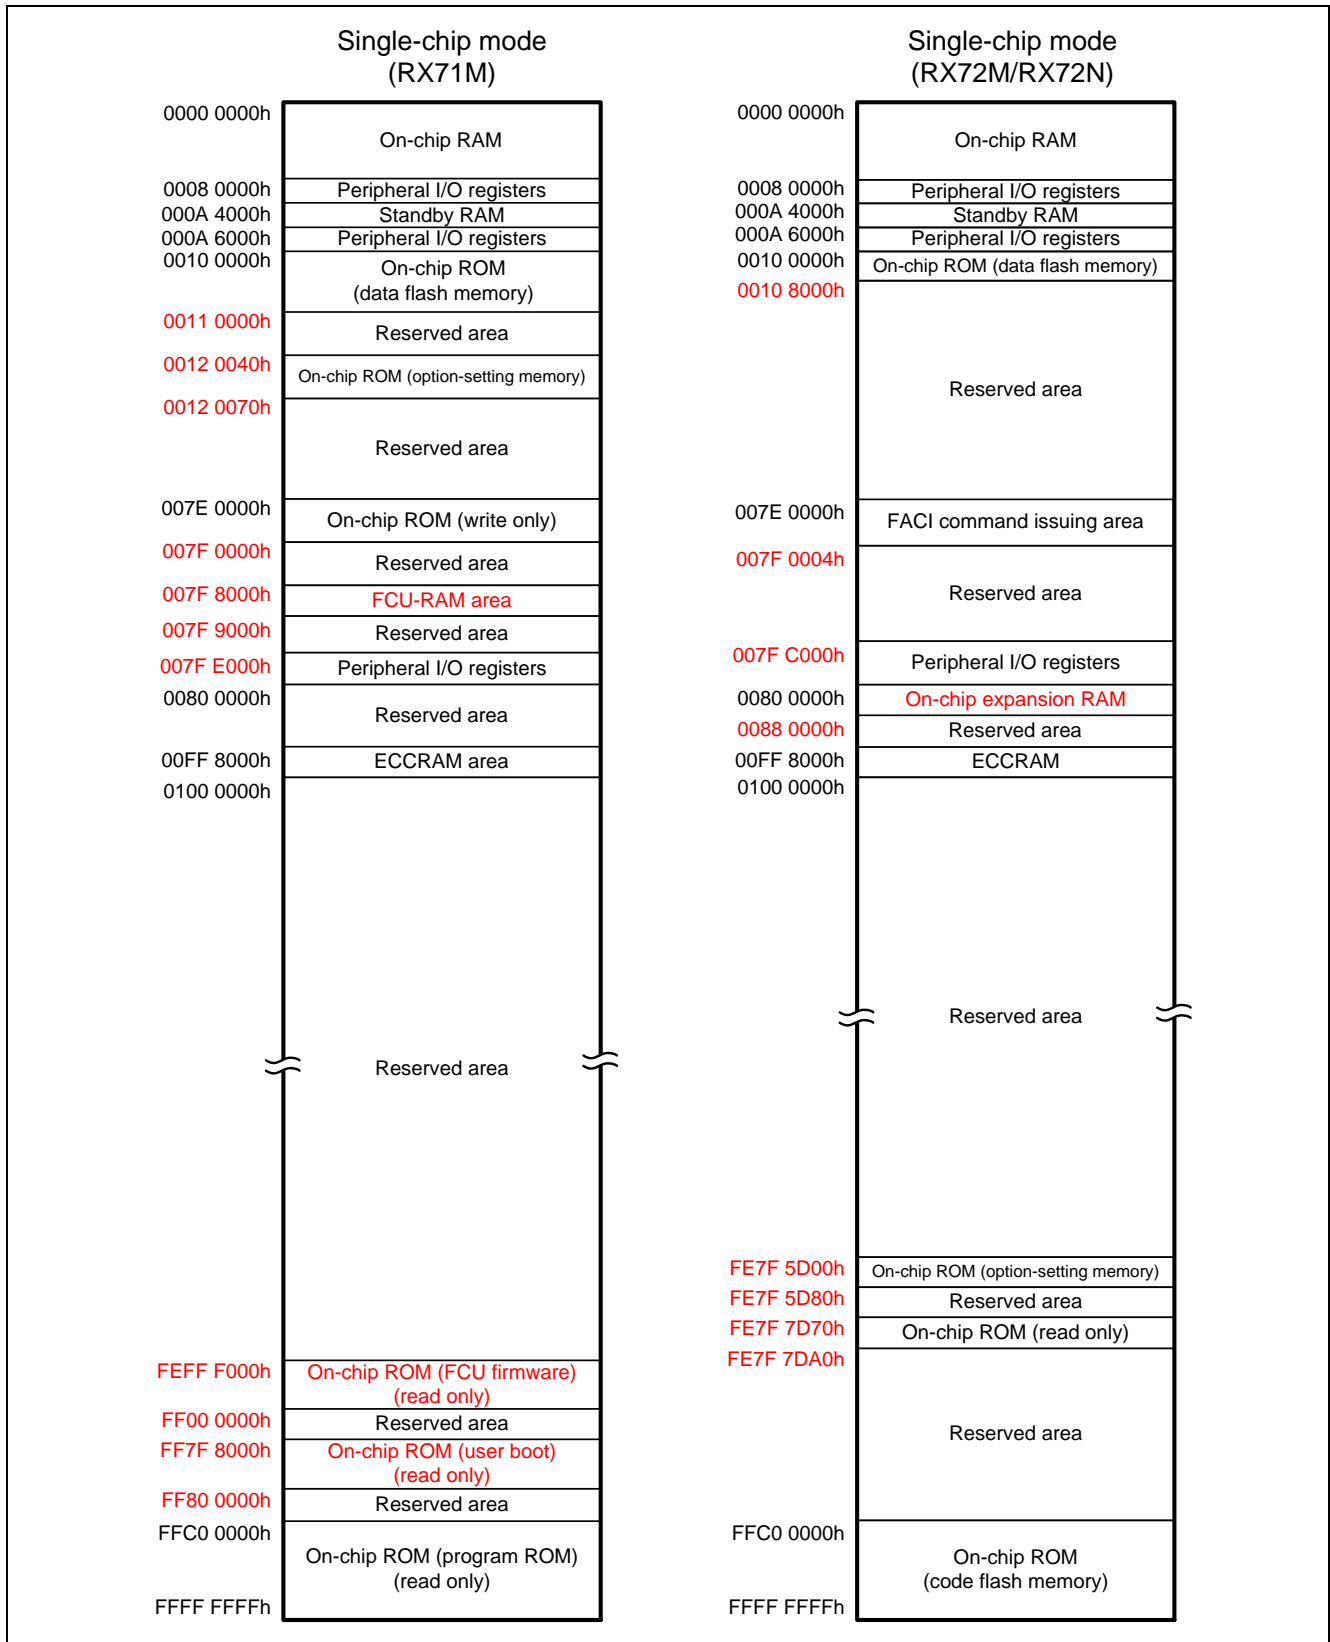 Single-chip mode
(RX71M)
0000 0000h
On-chip RAM
0008 0000h
Peripheral I/O registers
000A 4000h
Standby RAM
000A 6000h
Peripheral I/O registers
0010 0000h
On-chip ROM
(data flash memory)
0011 0000h
Reserved area
0012 0040h
On-chip ROM (option-setting memory)
0012 0070h
Reserved area
007E 0000h
On-chip ROM (write only)
007F 0000h
Reserved area
007F 8000h
FCU-RAM area
007F 9000h
Reserved area
007F E000h
Peripheral I/O registers
0080 0000h
Reserved area
00FF 8000h
ECCRAM area
0100 0000h
Reserved area
FEFF F000h
On-chip ROM (FCU firmware)
(read only)
FF00 0000h
Reserved area
FF7F 8000h
On-chip ROM (user boot)
(read only)
FF80 0000h
Reserved area
FFC0 0000h
On-chip ROM (program ROM)
(read only)
FFFF FFFFh
Single-chip mode
(RX72M/RX72N)
0000 0000h
On-chip RAM
0008 0000h
Peripheral I/O registers
000A 4000h
Standby RAM
000A 6000h
Peripheral I/O registers
0010 0000h
On-chip ROM (data flash memory)
0010 8000h
Reserved area
007E 0000h
FACI command issuing area
007F 0004h
Reserved area
007F C000h
Peripheral I/O registers
0080 0000h
On-chip expansion RAM
0088 0000h
Reserved area
00FF 8000h
ECCRAM
0100 0000h
Reserved area
FE7F 5D00h
On-chip ROM (option-setting memory)
FE7F 5D80h
Reserved area
FE7F 7D70h
On-chip ROM (read only)
FE7F 7DA0h
Reserved area
FFC0 0000h
On-chip ROM
(code flash memory)
FFFF FFFFh